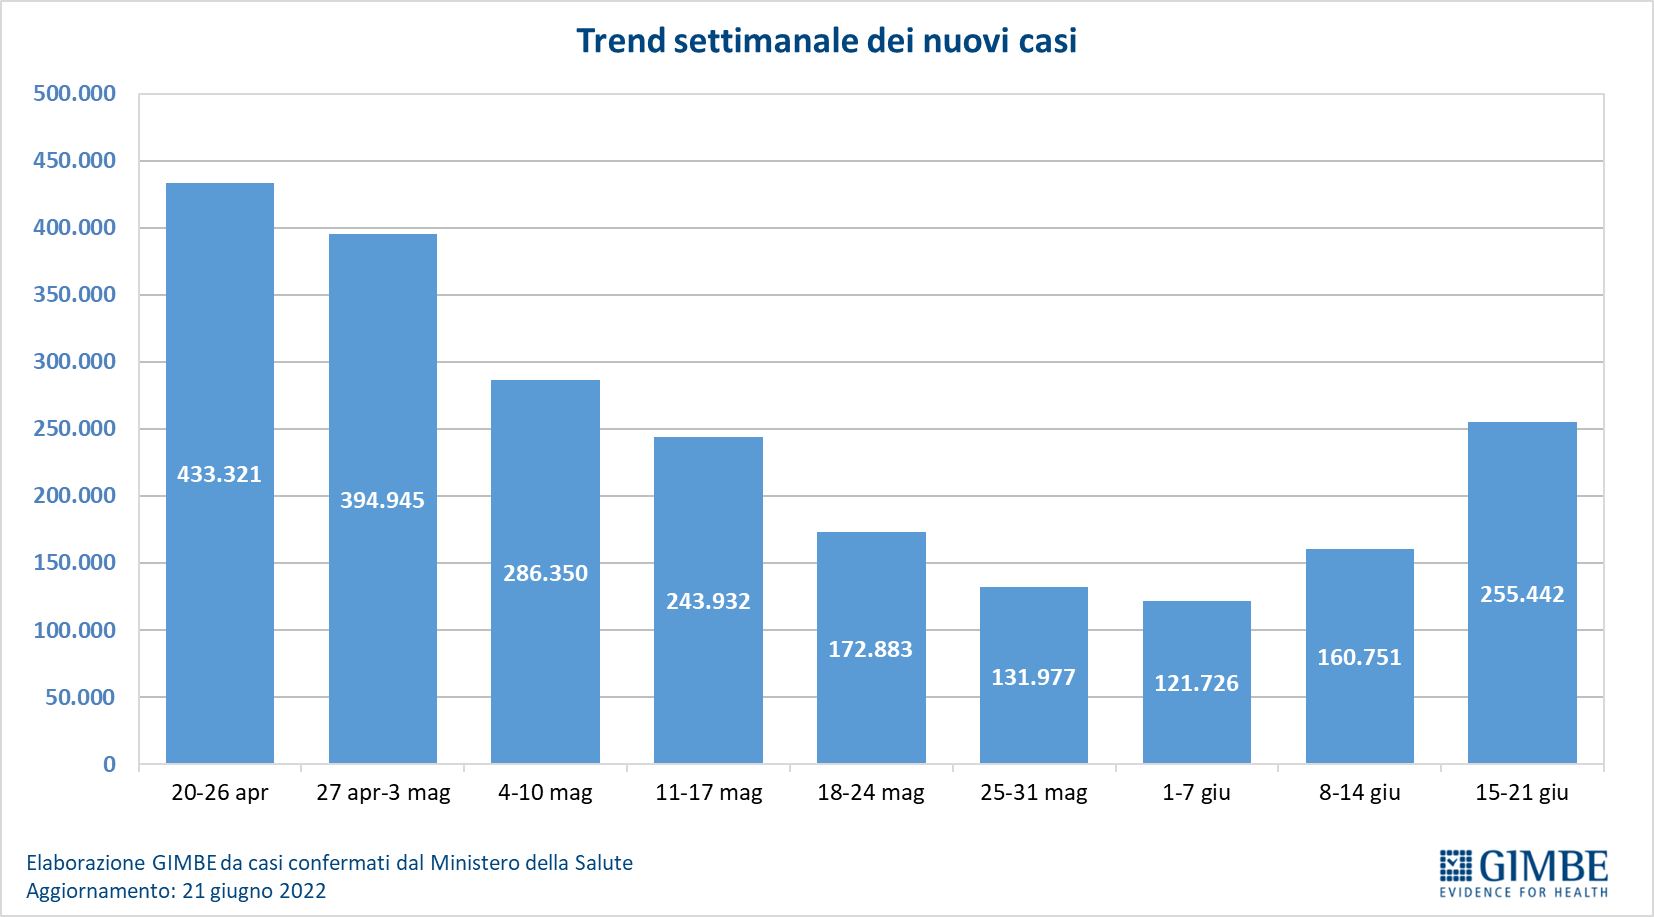 Trend settimanale dei nuovi casi
500.000
450.000
400.000
350.000
300.000
250.000
200.000
150.000
100.000
50.000
0
433.321
394.945
286.350
243.932
172.883
131.977
121.726
160.751
255.442
20-26 apr
27 apr-3 mag
4-10 mag
11-17 mag
18-24 mag
25-31 mag
1-7 giu
8-14 giu
15-21 giu
Elaborazione GIMBE da casi confermati dal Ministero della Salute
Aggiornamento: 21 giugno 2022
GIMBE
EVIDENCE FOR HEALTH